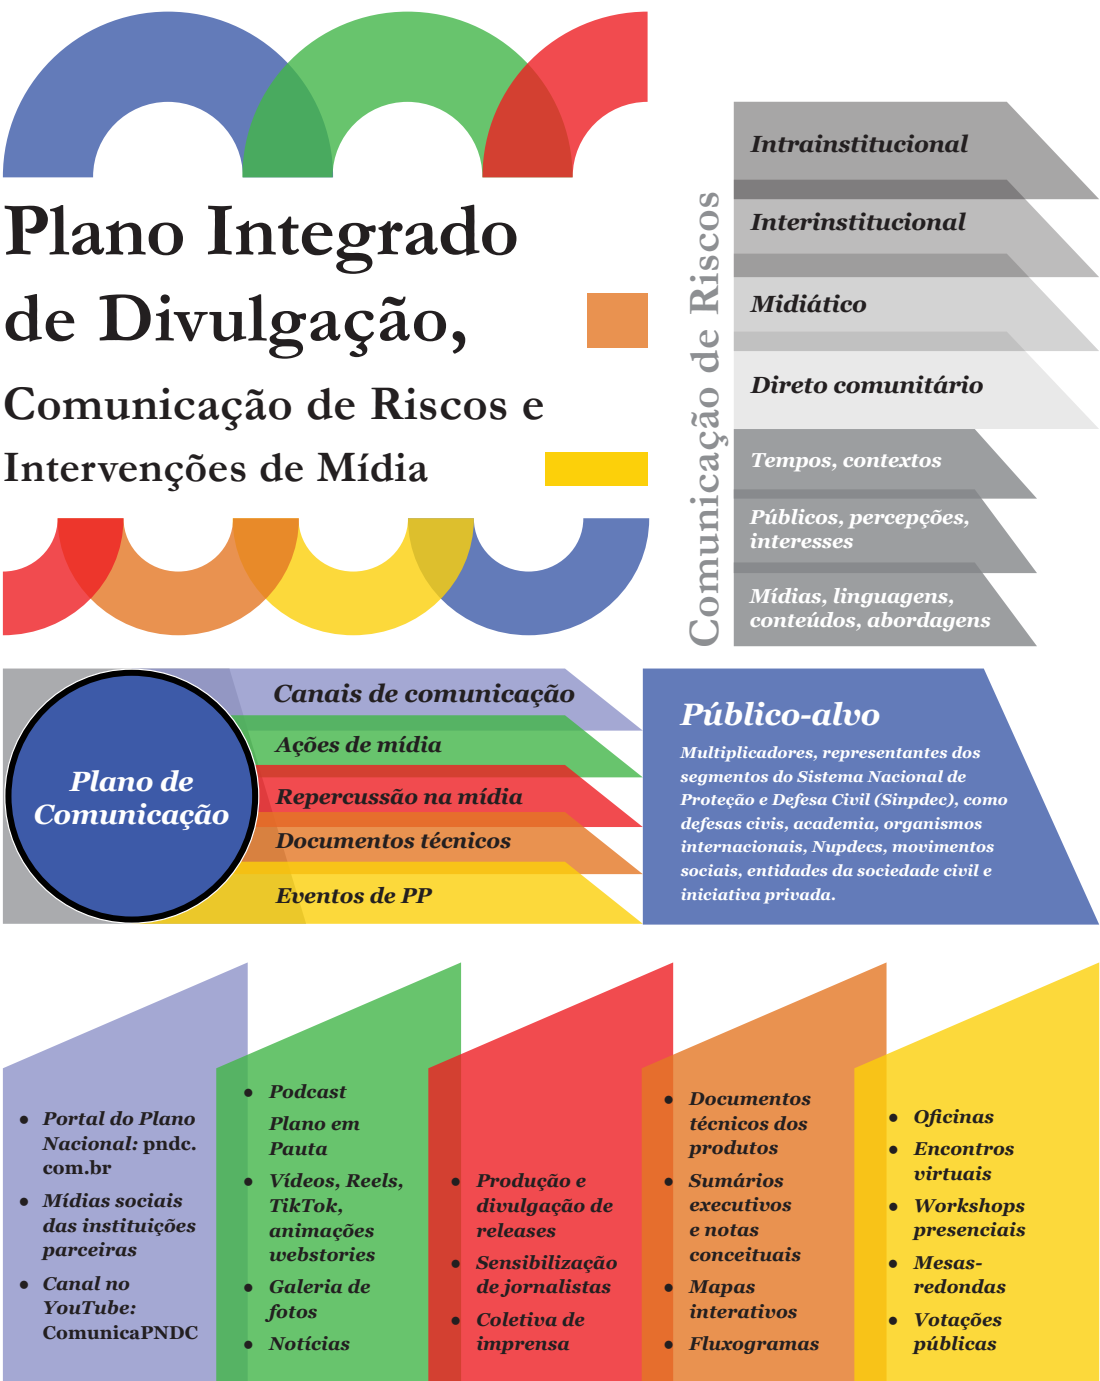 Plano Integrado
de Divulgação,
Comunicação de Riscos e
Intervenções de Mídia
Comunicação de Riscos
Intrainstitucional
Interinstitucional
Midiático
Direto comunitário
Tempos, contextos
Públicos, percepções,
interesses
Mídias, linguagens,
conteúdos, abordagens
Plano de
Comunicação
Canais de comunicação
Ações de mídia
Repercussão na mídia
Documentos técnicos
Eventos de PP
Público-alvo
Multiplicadores, representantes dos
segmentos do Sistema Nacional de
Proteção e Defesa Civil (Sinpdec), como
defesas civis, academia, organismos
internacionais, Nupdecs, movimentos
sociais, entidades da sociedade civil e
iniciativa privada.
• Portal do Plano
Nacional: pndc.
com.br
• Mídias sociais
das instituições
parceiras
• Canal no
YouTube:
ComunicaPNDC
• Podcast
Plano em
Pauta
• Vídeos, Reels,
TikTok,
animações
webstories
• Galeria de
fotos
• Notícias
• Produção e
divulgação de
releases
• Sensibilização
de jornalistas
• Coletiva de
imprensa
• Documentos
técnicos dos
produtos
• Sumários
executivos
e notas
conceituais
• Mapas
interativos
• Fluxogramas
• Oficinas
• Encontros
virtuais
• Workshops
presenciais
• Mesas-
redondas
• Votações
públicas